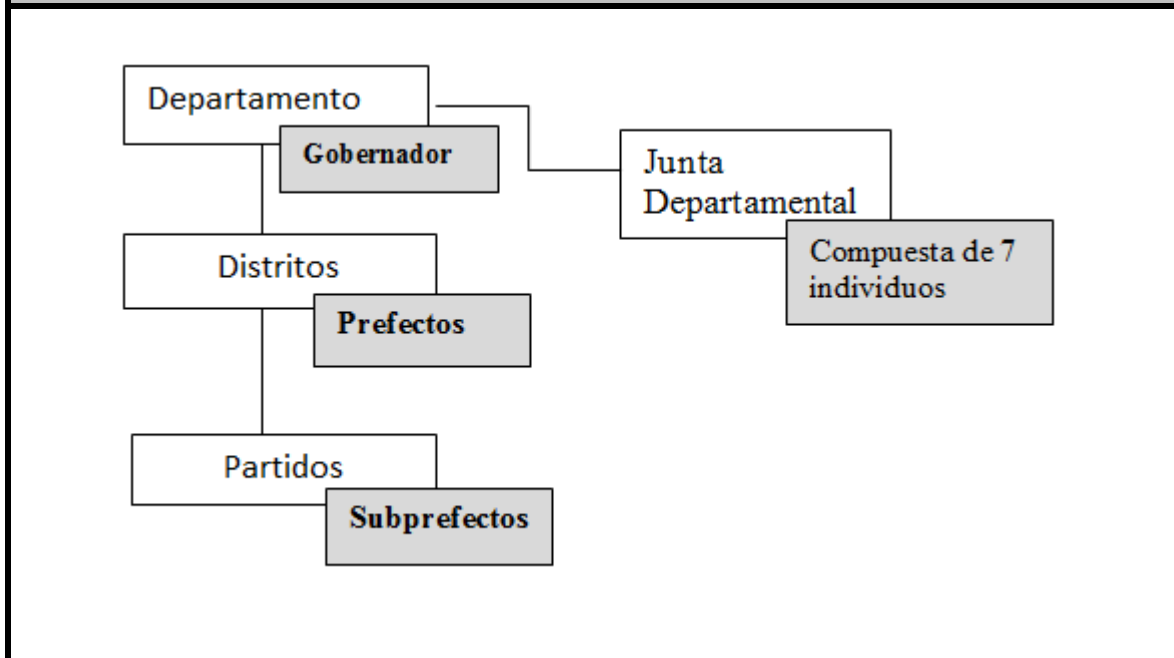 Departamento
Gobernador
Junta
Departamental
Compuesta de 7
individuos
Distritos
Prefectos
Partidos
Subprefectos